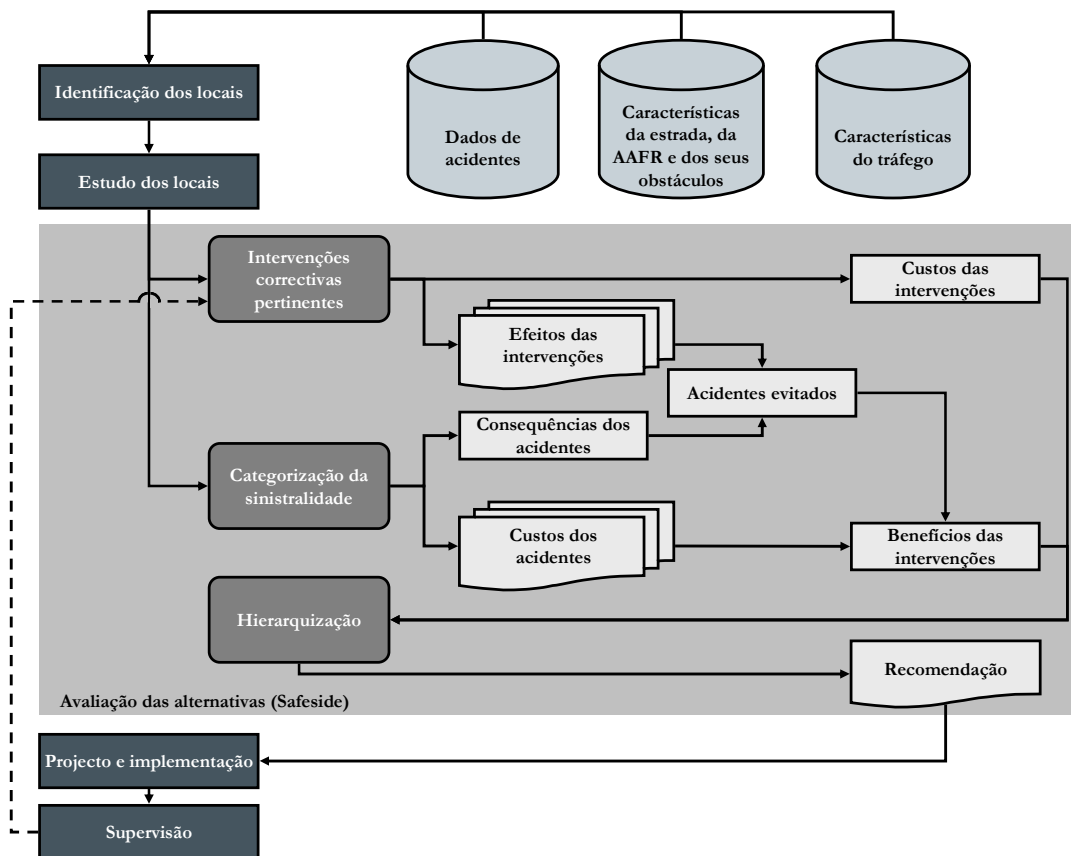 Identificação dos locais
Dados de
acidentes
Características
da estrada, da
AAFR e dos seus
obstáculos
Características
do tráfego
Estudo dos locais
Intervenções
correctivas
pertinentes
Custos das
intervenções
Efeitos das
intervenções
Acidentes evitados
Consequências dos
acidentes
Categorização da
sinistralidade
Custos dos
acidentes
Benefícios das
intervenções
Hierarquização
Recomendação
Avaliação das alternativas (Safeside)
Projecto e implementação
Supervisão